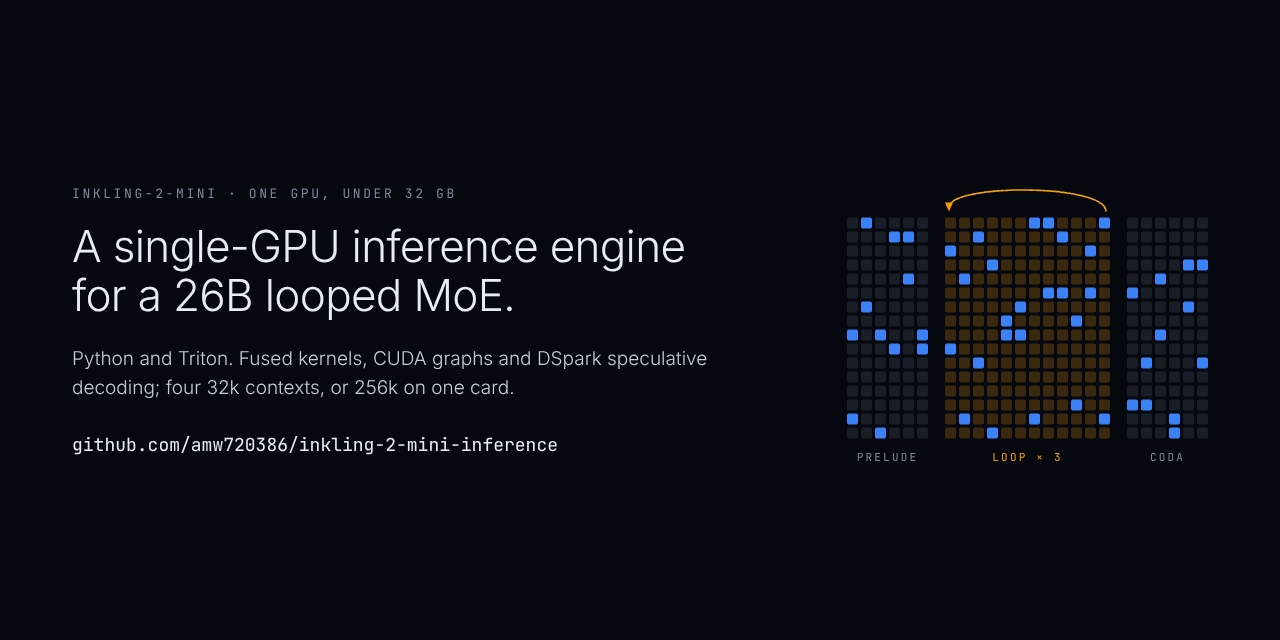 INKLING-2-MINI · ONE GPU, UNDER 32 GB
A single-GPU inference engine
for a 26B looped MoE.
Python and Triton. Fused kernels, CUDA graphs and DSpark speculative
decoding; four 32k contexts, or 256k on one card.
github.com/amw720386/inkling-2-mini-inference
PRELUDE
LOOP × 3
CODA